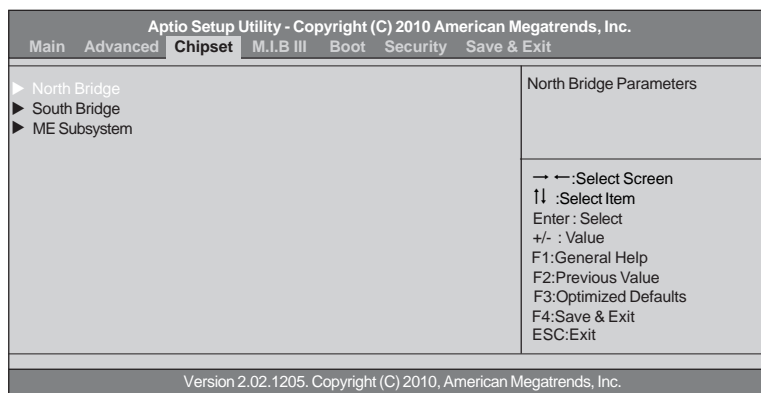 Aptio Setup Utility - Copyright (C) 2010 American Megatrends, Inc.
Main Advanced Chipset M.I.B III Boot Security Save & Exit
▶ North Bridge
▶ South Bridge
▶ ME Subsystem
North Bridge Parameters
→ ←:Select Screen
↑↓ :Select Item
Enter : Select
+/- : Value
F1:General Help
F2:Previous Value
F3:Optimized Defaults
F4:Save & Exit
ESC:Exit
Version 2.02.1205. Copyright (C) 2010, American Megatrends, Inc.